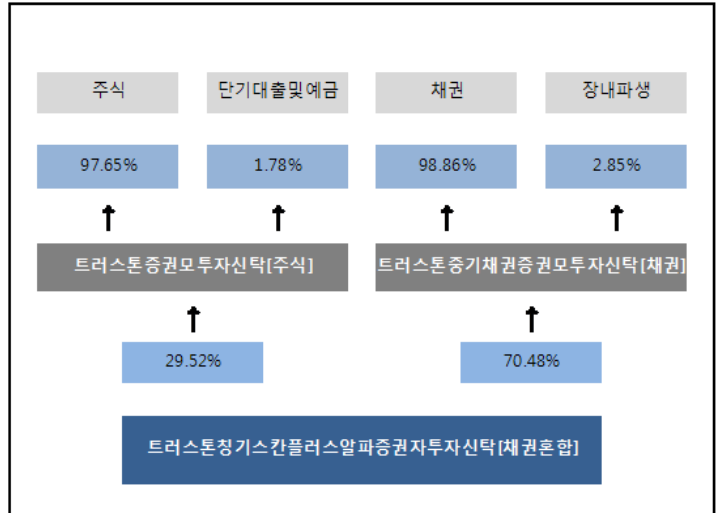 주식 단기대출및예금 채권 장내파생
97.65% 1.78% 98.86% 2.85%
트러스톤증권모투자신탁[주식] 트러스톤중기채권증권모투자신탁[채권]
29.52% 70.48%
트러스톤칭기스칸플러스알파증권자투자신탁[채권혼합]